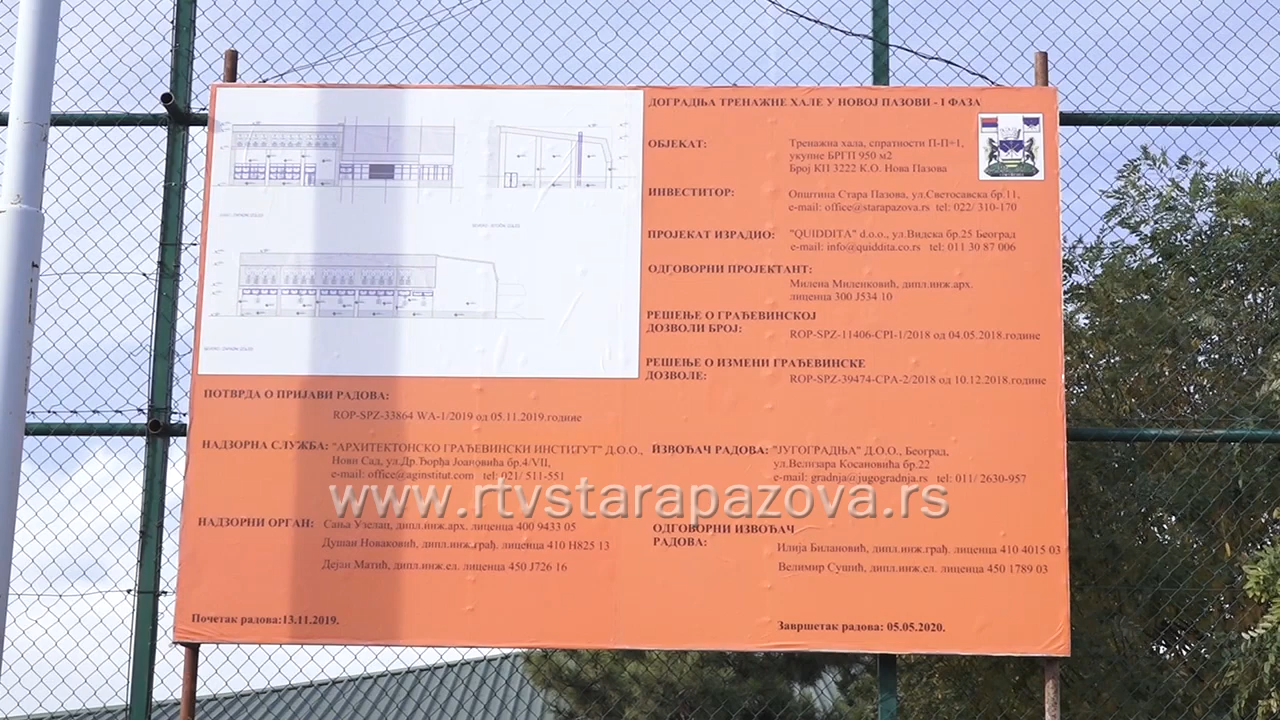 ДОГРАДЊА ТРЕНАЖНЕ ХАЛЕ У НОВОЈ ПАЗОВИ - I ФАЗА
ОБЈЕКАТ:
Тренажна хала, спратности П-П=1,
укупне БРГП 950 м2
Број КП 3222 К.О. Нова Пазова
ИНВЕСТИТОР:
Општина Стара Пазова, ул.Светосавска бр.11,
e-mail: office@starapazova.rs tel: 022/ 310-170
ПРОЈЕКАТ ИЗРАДИО:
"QUIDDITA" d.o.o., ул.Видска бр.25 Београд
e-mail: info@quiddita.co.rs tel: 011 30 87 006
ОДГОВОРНИ ПРОЈЕКТАНТ:
Милена Миленковић, дипл.инж.арх.
лиценца 300 Ј534 10
РЕШЕЊЕ О ГРАЂЕВИНСКОЈ
ДОЗВОЛИ БРОЈ:
ROP-SPZ-11406-CPI-1/2018 од 04.05.2018.године
РЕШЕЊЕ О ИЗМЕНИ ГРАЂЕВИНСКЕ
ДОЗВОЛЕ:
ROP-SPZ-39474-CPA-2/2018 од 10.12.2018.године
ПОТВРДА О ПРИЈАВИ РАДОВА:
ROP-SPZ-33864 WA-1/2019 од 05.11.2019.године
НАДЗОРНА СЛУЖБА: "АРХИТЕКТОНСКО ГРАЂЕВИНСКИ ИНСТИТУТ" Д.О.О.,
Нови Сад, ул.Др.Ђорђа Јоановића бр.4/VII,
e-mail: office@aginstitut.com tel: 021/ 511-551
ИЗВОЂАЧ РАДОВА: "ЈУГОГРАДЊА" Д.О.О., Београд,
ул.Велизара Косановића бр.22
e-mail: gradnja@jugogradnja.rs tel: 011/ 2630-957
www.rtvstarapazova.rs
НАДЗОРНИ ОРГАН: Сања Узелац, дипл.инж.арх. лиценца 400 9433 05
Душан Новаковић, дипл.инж.грађ. лиценца 410 Н825 13
Дејан Матић, дипл.инж.ел. лиценца 450 Ј726 16
ОДГОВОРНИ ИЗВОЂАЧ
РАДОВА:
Илија Билановић, дипл.инж.грађ. лиценца 410 4015 03
Велимир Сушић, дипл.инж.ел. лиценца 450 1789 03
Почетак радова:13.11.2019.
Завршетак радова: 05.05.2020.